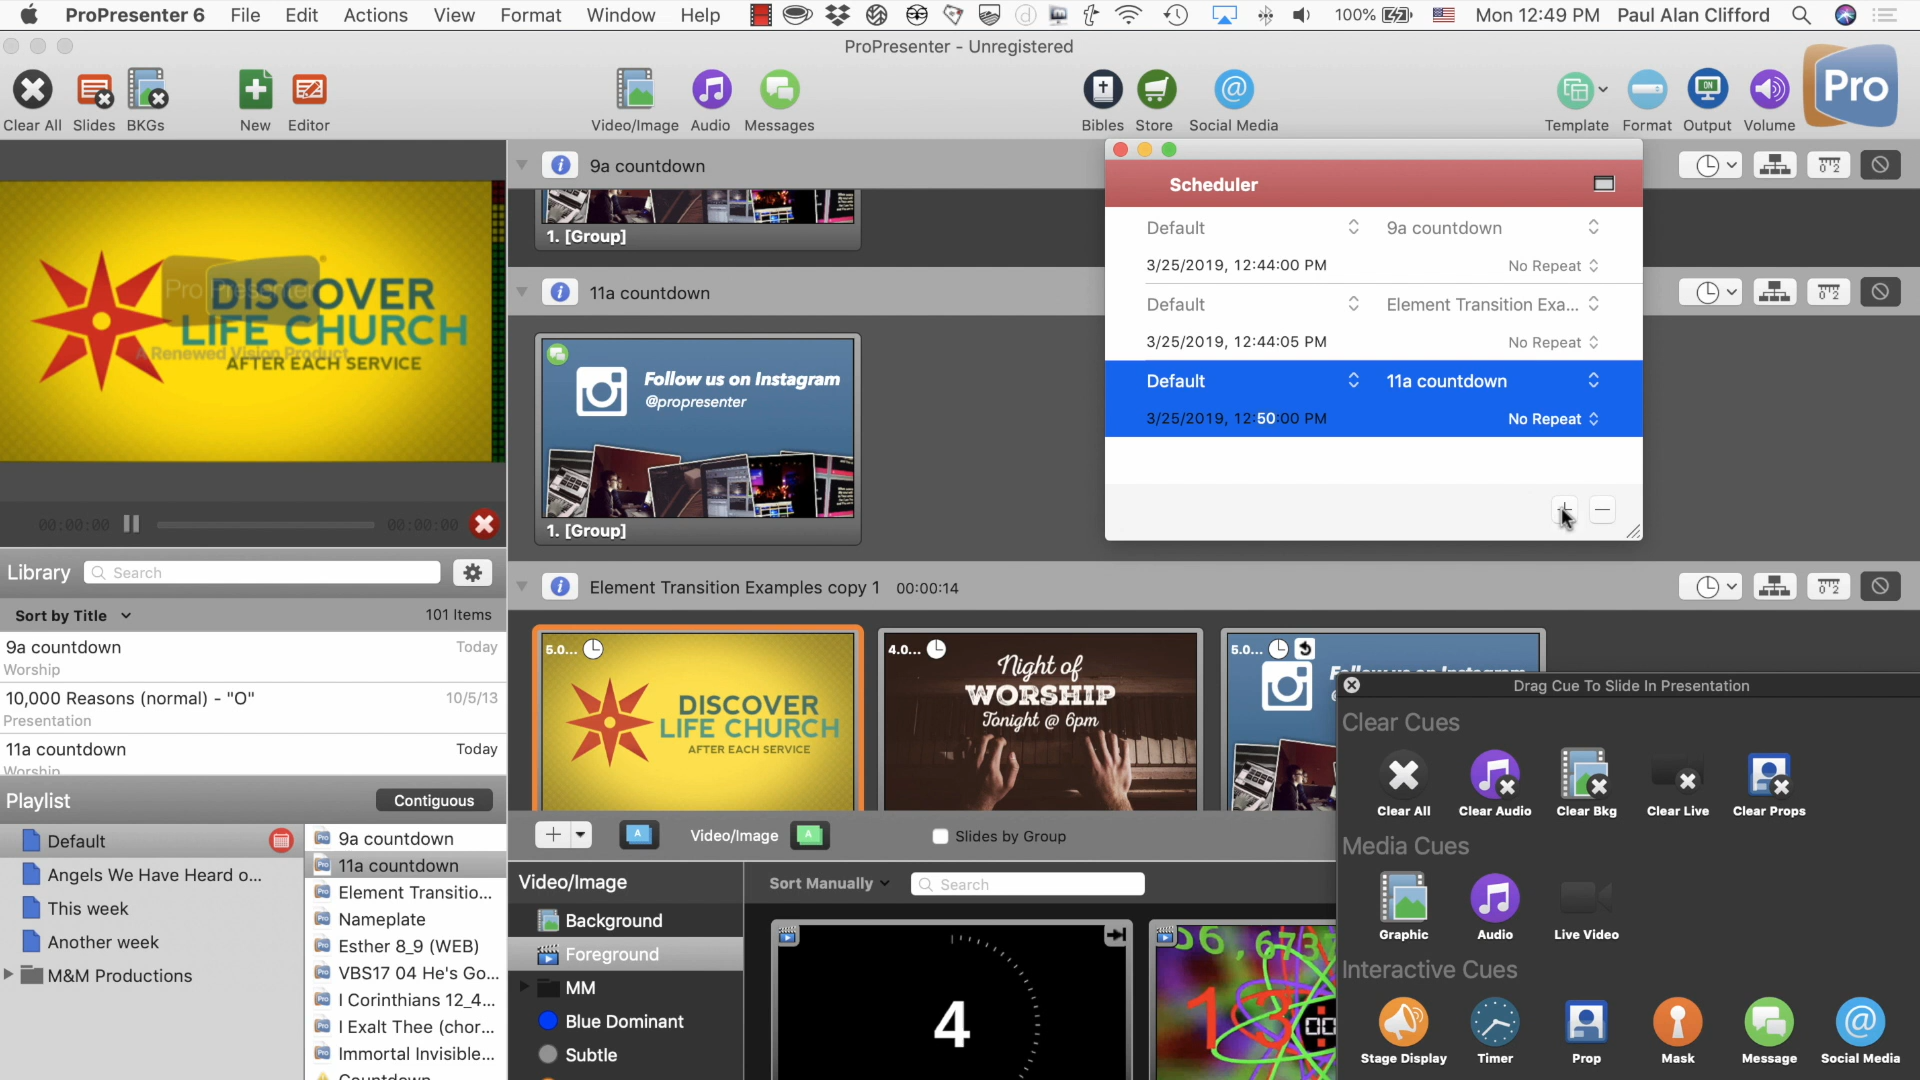 ProPresenter 6 File Edit Actions View Format Window Help 100% Mon 12:49 PM Paul Alan Clifford
ProPresenter - Unregistered
Clear All Slides BKGs New Editor Video/Image Audio Messages Bibles Store Social Media Template Format Output Volume
Pro
ON
9a countdown
1. [Group]
11a countdown
Follow us on Instagram
@propresenter
1. [Group]
Scheduler
Default 9a countdown
3/25/2019, 12:44:00 PM No Repeat
Default Element Transition Exa...
3/25/2019, 12:44:05 PM No Repeat
Default 11a countdown
3/25/2019, 12:50:00 PM No Repeat
ProPresenter
DISCOVER
LIFE CHURCH
A Renewed Vision Product
AFTER EACH SERVICE
00:00:00 00:00:00
Library Search
Sort by Title 101 Items
9a countdown Today
Worship
10,000 Reasons (normal) - "O" 10/5/13
Presentation
11a countdown Today
Worship
Playlist Contiguous
Default
Angels We Have Heard o...
This week
Another week
M&M Productions
9a countdown
11a countdown
Element Transitio...
Nameplate
Esther 8_9 (WEB)
VBS17 04 He's Go...
I Corinthians 12_4...
I Exalt Thee (chor...
Immortal Invisible...
Countdown
Element Transition Examples copy 1 00:00:14
5.0...
DISCOVER
LIFE CHURCH
AFTER EACH SERVICE
4.0...
Night of
WORSHIP
Tonight @ 6pm
5.0...
Follow us on Instagram
Video/Image Slides by Group
Video/Image
Sort Manually Search
Background
Foreground
MM
Blue Dominant
Subtle
4
Drag Cue To Slide In Presentation
Clear Cues
Clear All Clear Audio Clear Bkg Clear Live Clear Props
Media Cues
Graphic Audio Live Video
Interactive Cues
Stage Display Timer Prop Mask Message Social Media